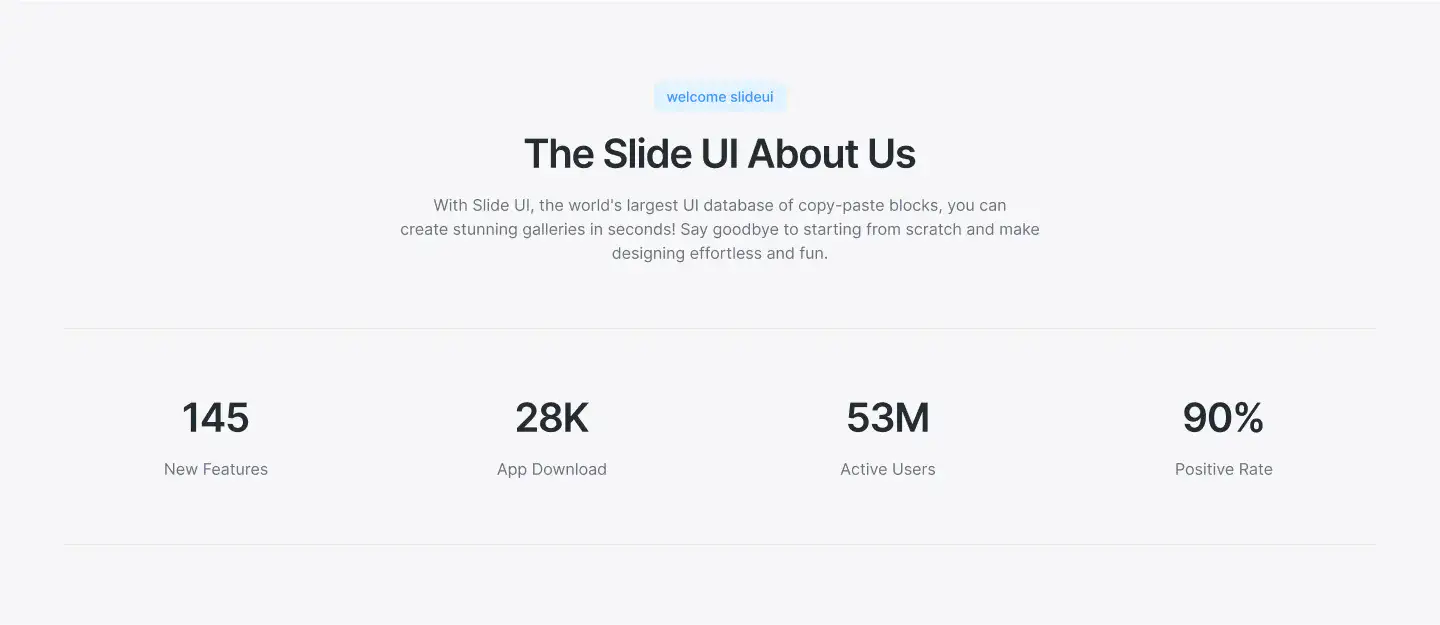 welcome slideui
The Slide UI About Us
With Slide UI, the world's largest UI database of copy-paste blocks, you can
create stunning galleries in seconds! Say goodbye to starting from scratch and make
designing effortless and fun.
145
New Features
28K
App Download
53M
Active Users
90%
Positive Rate